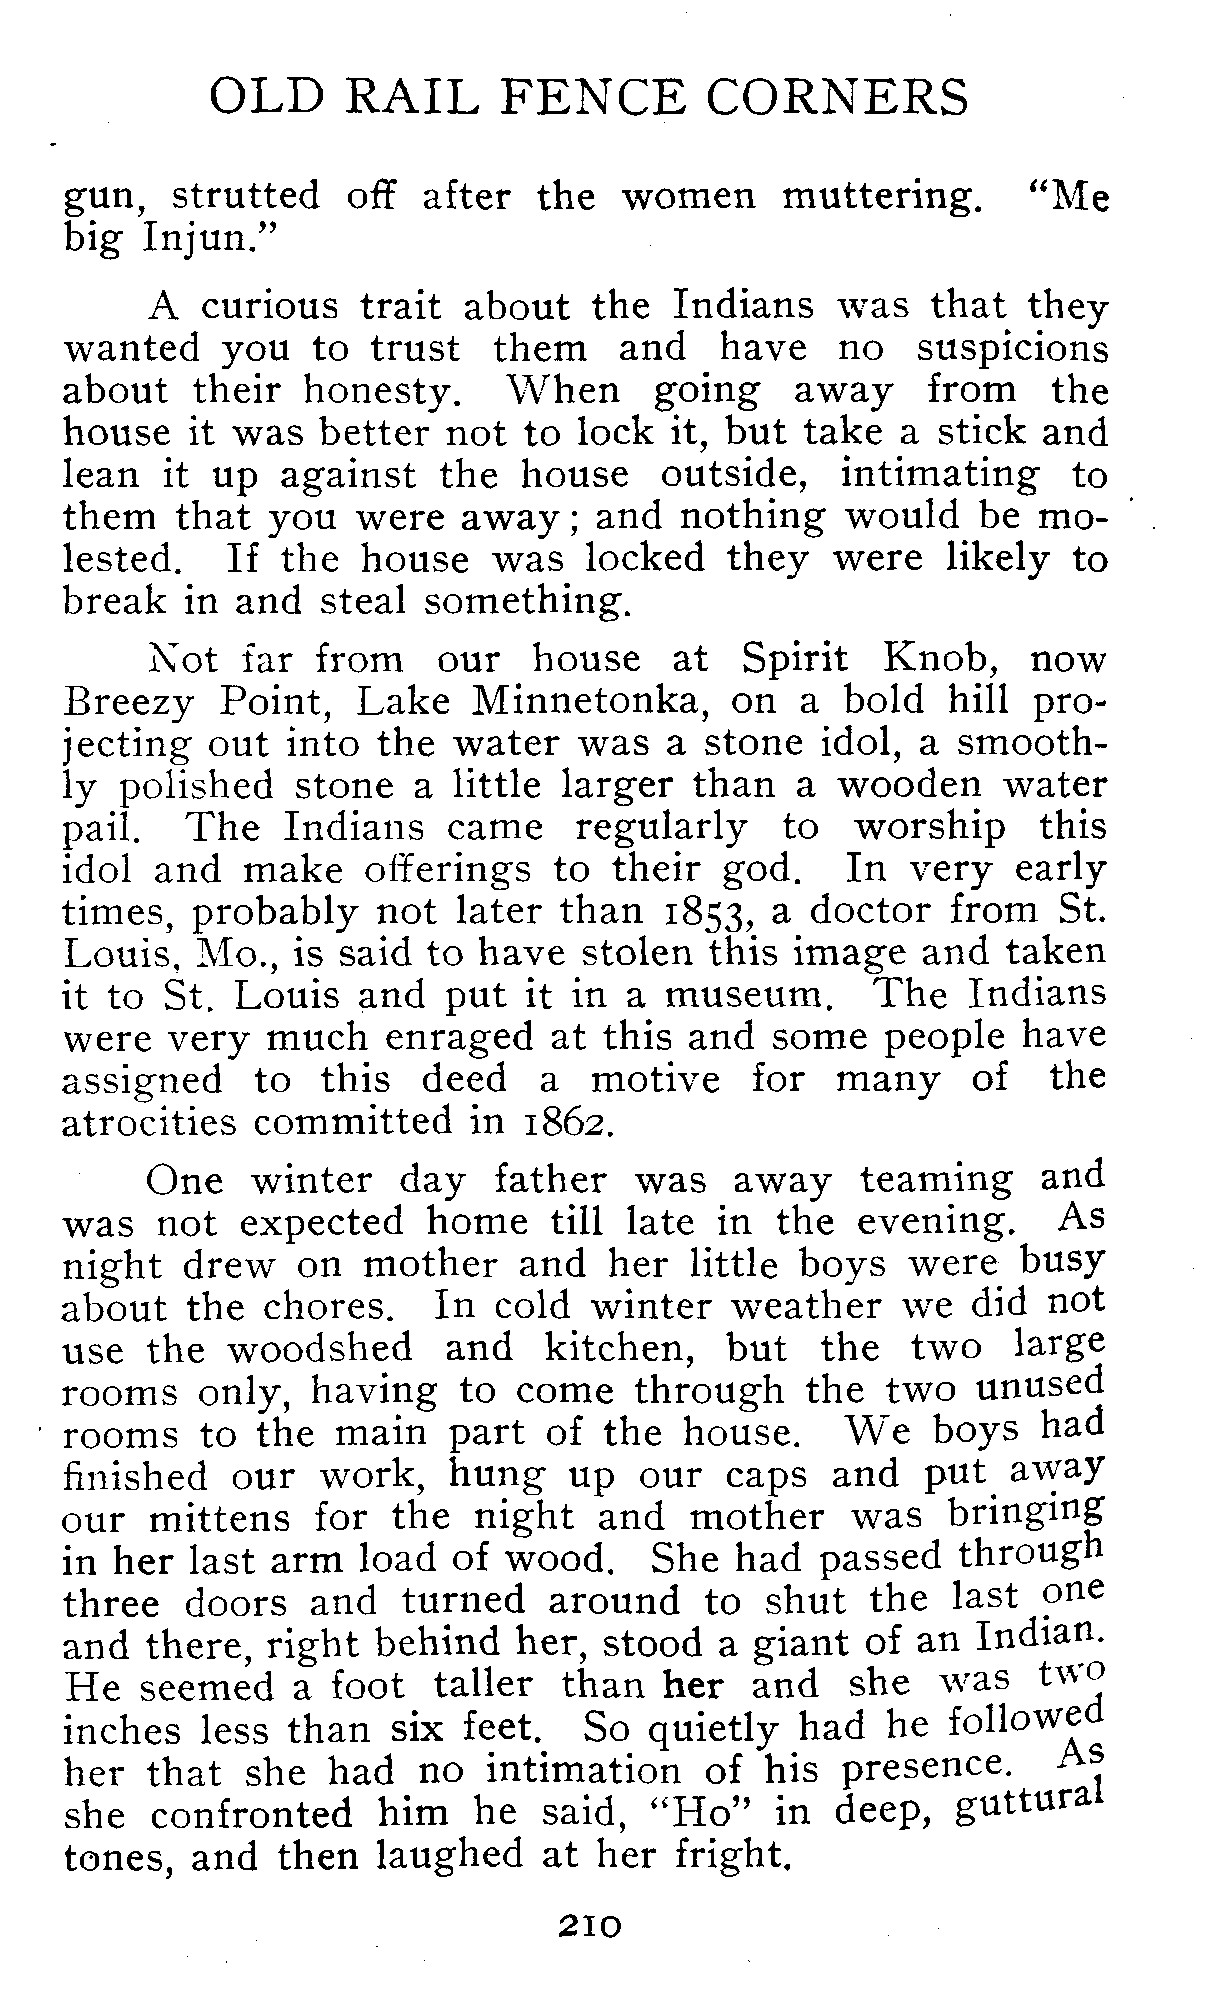 OLD RAIL FENCE CORNERS
gun, strutted off after the women muttering. “Me
big Injun.”
A curious trait about the Indians was that they
wanted you to trust them and have no suspicions
about their honesty. When going away from the
house it was better not to lock it, but take a stick and
lean it up against the house outside, intimating to
them that you were away; and nothing would be mo-
lested. If the house was locked they were likely to
break in and steal something.
Not far from our house at Spirit Knob, now
Breezy Point, Lake Minnetonka, on a bold hill pro-
jecting out into the water was a stone idol, a smooth-
ly polished stone a little larger than a wooden water
pail. The Indians came regularly to worship this
idol and make offerings to their god. In very early
times, probably not later than 1853, a doctor from St.
Louis, Mo., is said to have stolen this image and taken
it to St. Louis and put it in a museum. The Indians
were very much enraged at this and some people have
assigned to this deed a motive for many of the
atrocities committed in 1862.
One winter day father was away teaming and
was not expected home till late in the evening. As
night drew on mother and her little boys were busy
about the chores. In cold winter weather we did not
use the woodshed and kitchen, but the two large
rooms only, having to come through the two unused
rooms to the main part of the house. We boys had
finished our work, hung up our caps and put away
our mittens for the night and mother was bringing
in her last arm load of wood. She had passed through
three doors and turned around to shut the last one
and there, right behind her, stood a giant of an Indian.
He seemed a foot taller than her and she was two
inches less than six feet. So quietly had he followed
her that she had no intimation of his presence. As
she confronted him he said, “Ho” in deep, guttural
tones, and then laughed at her fright.
210